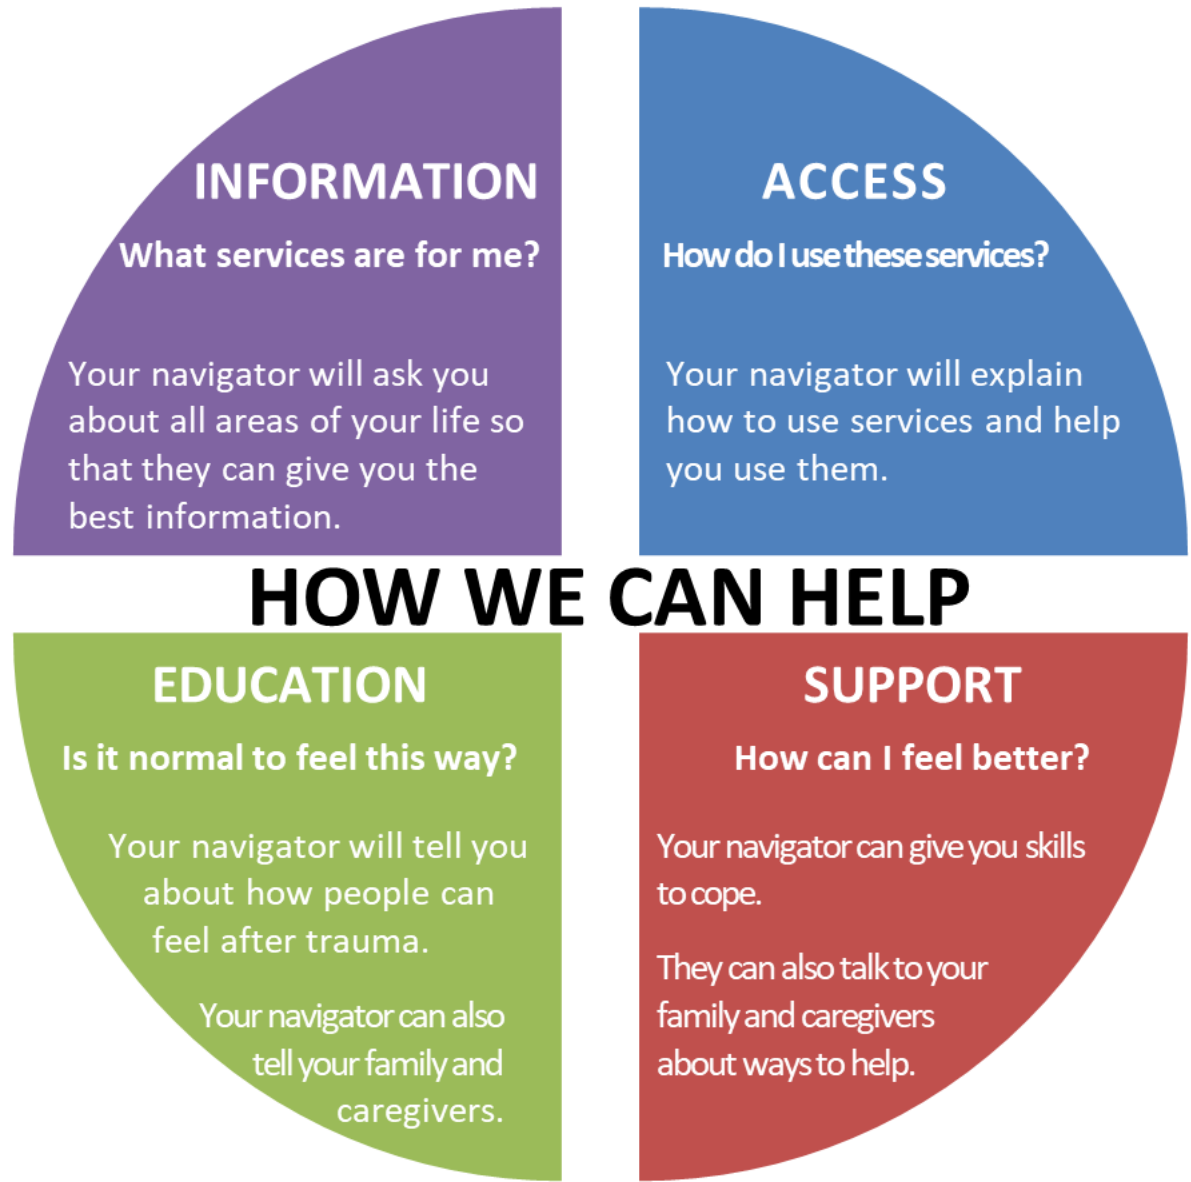 INFORMATION
What services are for me?
Your navigator will ask you
about all areas of your life so
that they can give you the
best information.
ACCESS
How do I use these services?
Your navigator will explain
how to use services and help
you use them.
HOW WE CAN HELP
EDUCATION
Is it normal to feel this way?
Your navigator will tell you
about how people can
feel after trauma.
Your navigator can also
tell your family and
caregivers.
SUPPORT
How can I feel better?
Your navigator can give you skills
to cope.
They can also talk to your
family and caregivers
about ways to help.